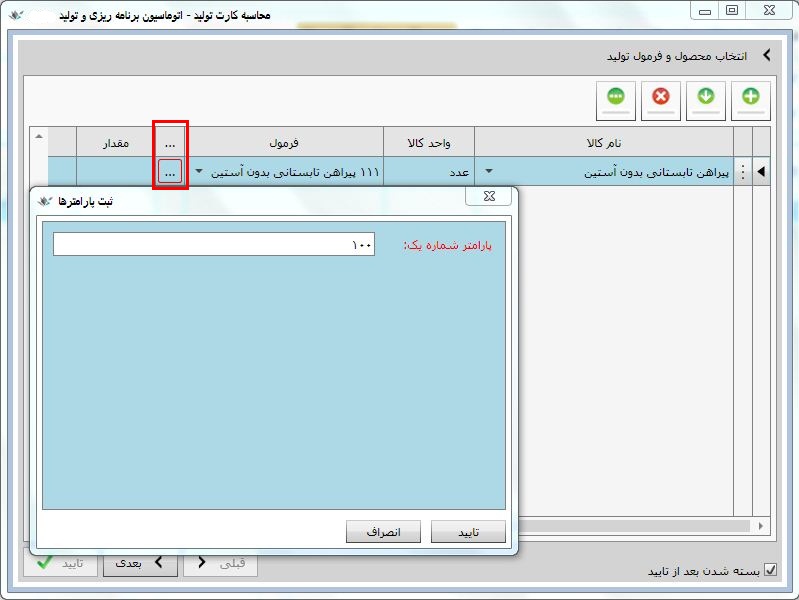 محاسبه کارت تولید - اتوماسیون برنامه ریزی و تولید
انتخاب محصول و فرمول تولید
نام کالا
واحد کالا
فرمول
...
مقدار
پیراهن تابستانی بدون آستین
عدد
۱۱۱ پیراهن تابستانی بدون آستین
...
ثبت پارامترها
پارامتر شماره یک:
۱۰۰
تایید
انصراف
بسته شدن بعد از تایید
قبلی
بعدی
تایید